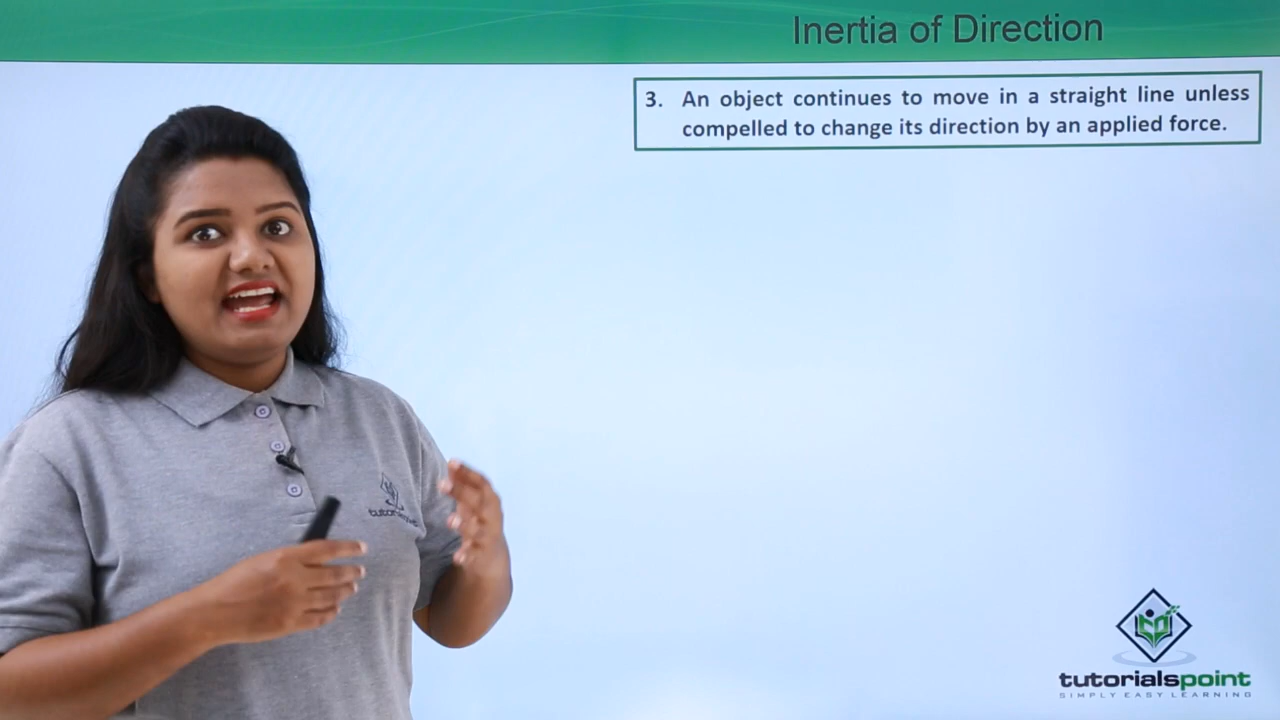 Inertia of Direction
3. An object continues to move in a straight line unless
compelled to change its direction by an applied force.
tutorialspoint
SIMPLY EASY LEARNING